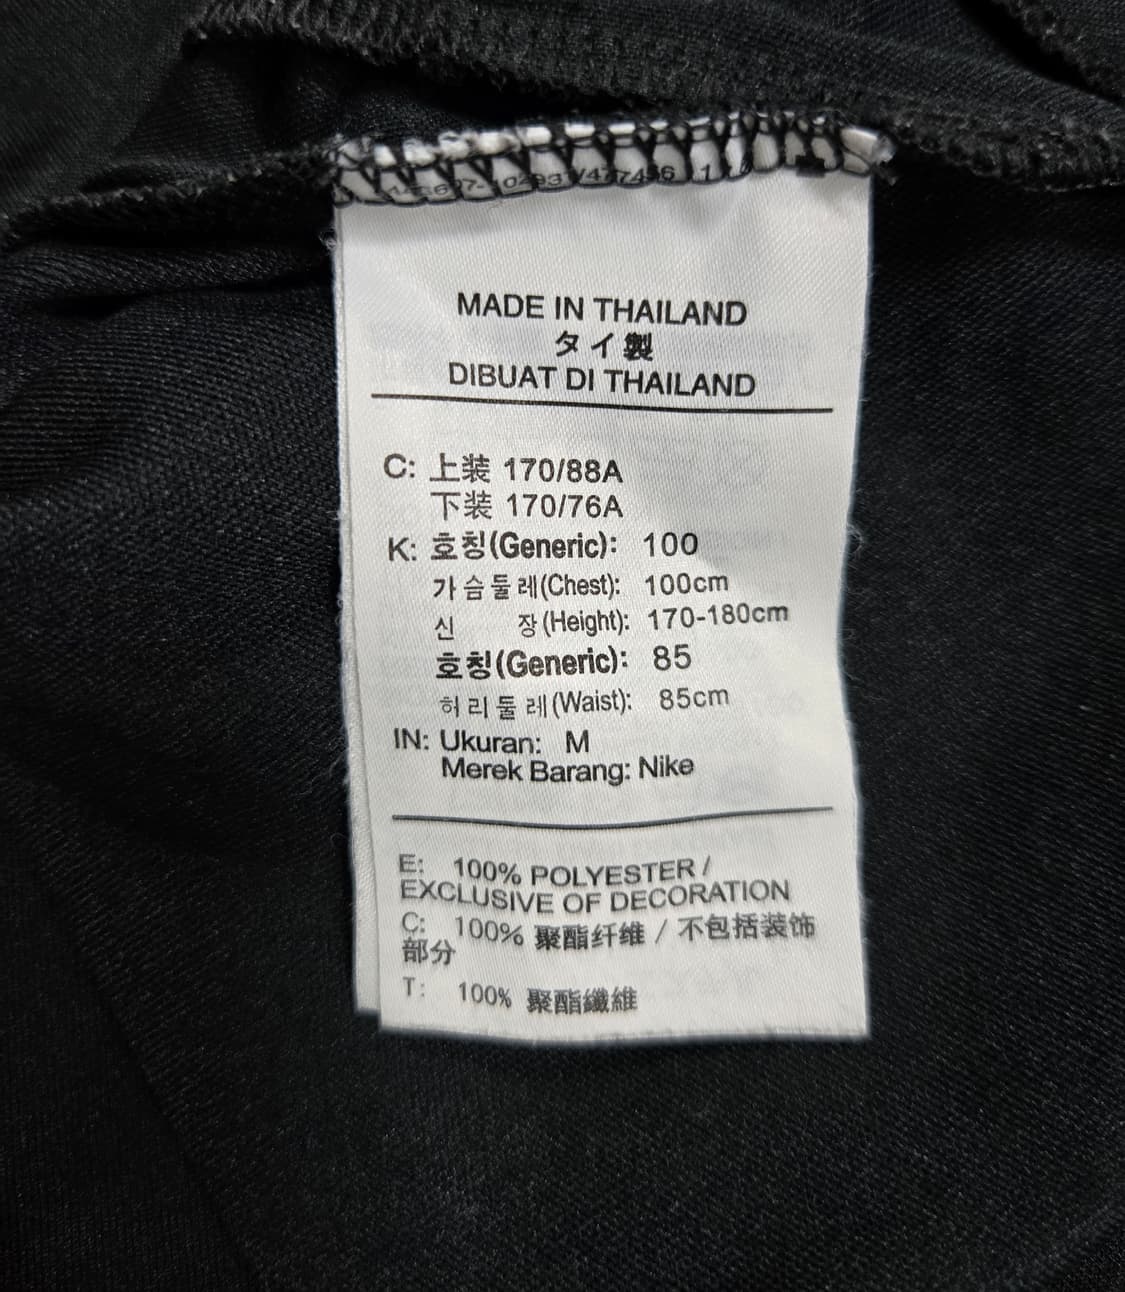 MADE IN THAILAND
タイ製
DIBUAT DI THAILAND
C: 上装 170/88A
下装 170/76A
K: 호칭(Generic): 100
가슴둘레(Chest): 100cm
신 장(Height): 170-180cm
호칭(Generic): 85
허리둘레(Waist): 85cm
IN: Ukuran: M
Merek Barang: Nike
E: 100% POLYESTER /
EXCLUSIVE OF DECORATION
C: 100% 聚酯纤维 / 不包括装饰
部分
T: 100% 聚酯纖維